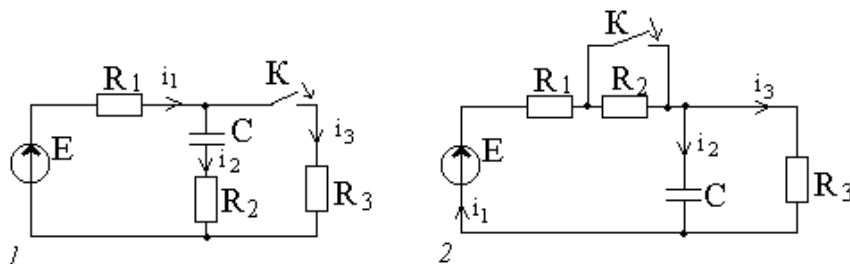 R1 i1 K
E C i3
i2
R2 R3
1
K
R1 R2 i3
E i2
C R3
i1
2